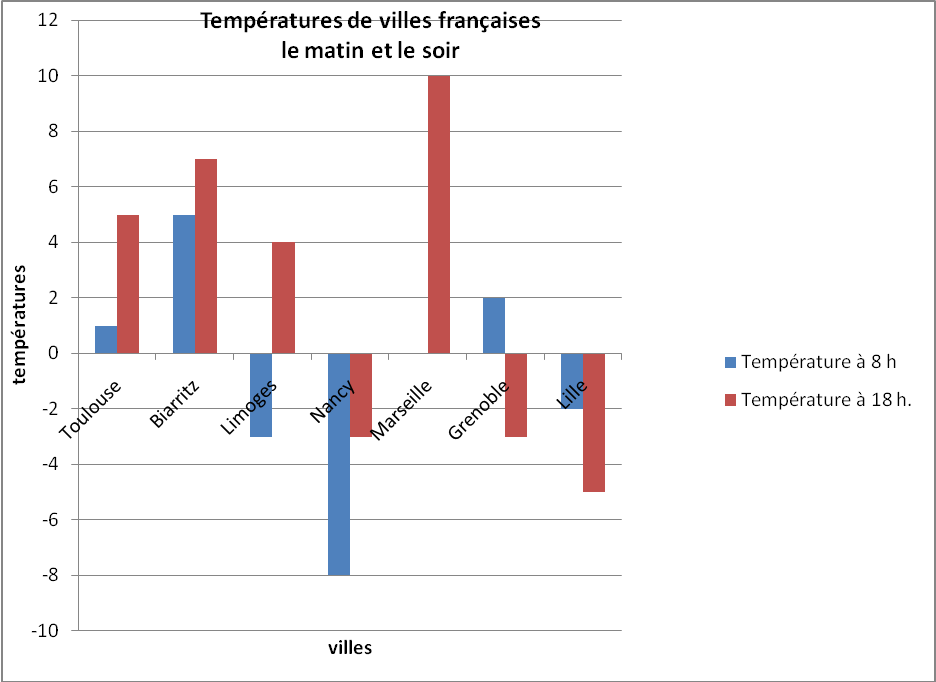 Températures de villes françaises
le matin et le soir
12
10
8
6
4
2
0
-2
-4
-6
-8
-10
températures
Toulouse
Biarritz
Limoges
Nancy
Marseille
Grenoble
Lille
villes
Température à 8 h
Température à 18 h.